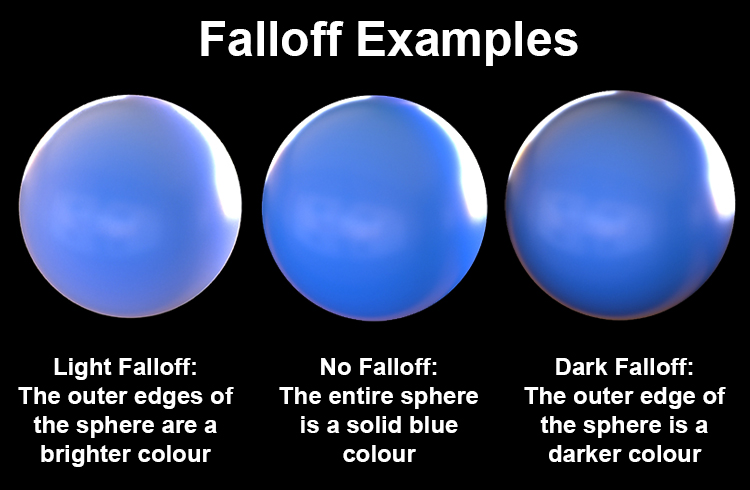 Falloff Examples
Light Falloff:
The outer edges of
the sphere are a
brighter colour
No Falloff:
The entire sphere
is a solid blue
colour
Dark Falloff:
The outer edge of
the sphere is a
darker colour